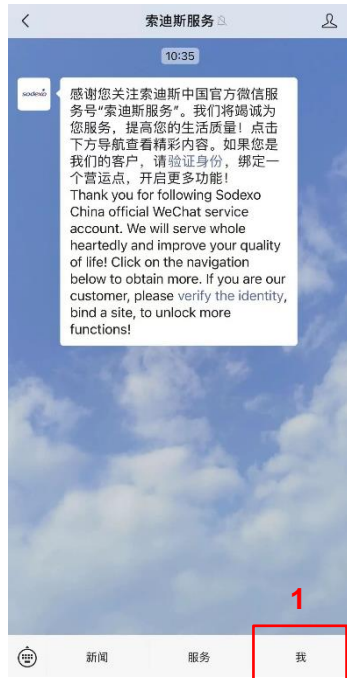 索迪斯服务
10:35
sodexo
感谢您关注索迪斯中国官方微信服
务号“索迪斯服务”。我们将竭诚为
您服务，提高您的生活质量！点击
下方导航查看精彩内容。如果您是
我们的客户，请验证身份，绑定一
个营运点，开启更多功能！
Thank you for following Sodexo
China official WeChat service
account. We will serve whole
heartedly and improve your quality
of life! Click on the navigation
below to obtain more. If you are our
customer, please verify the identity,
bind a site, to unlock more
functions!
1
新闻
服务
我